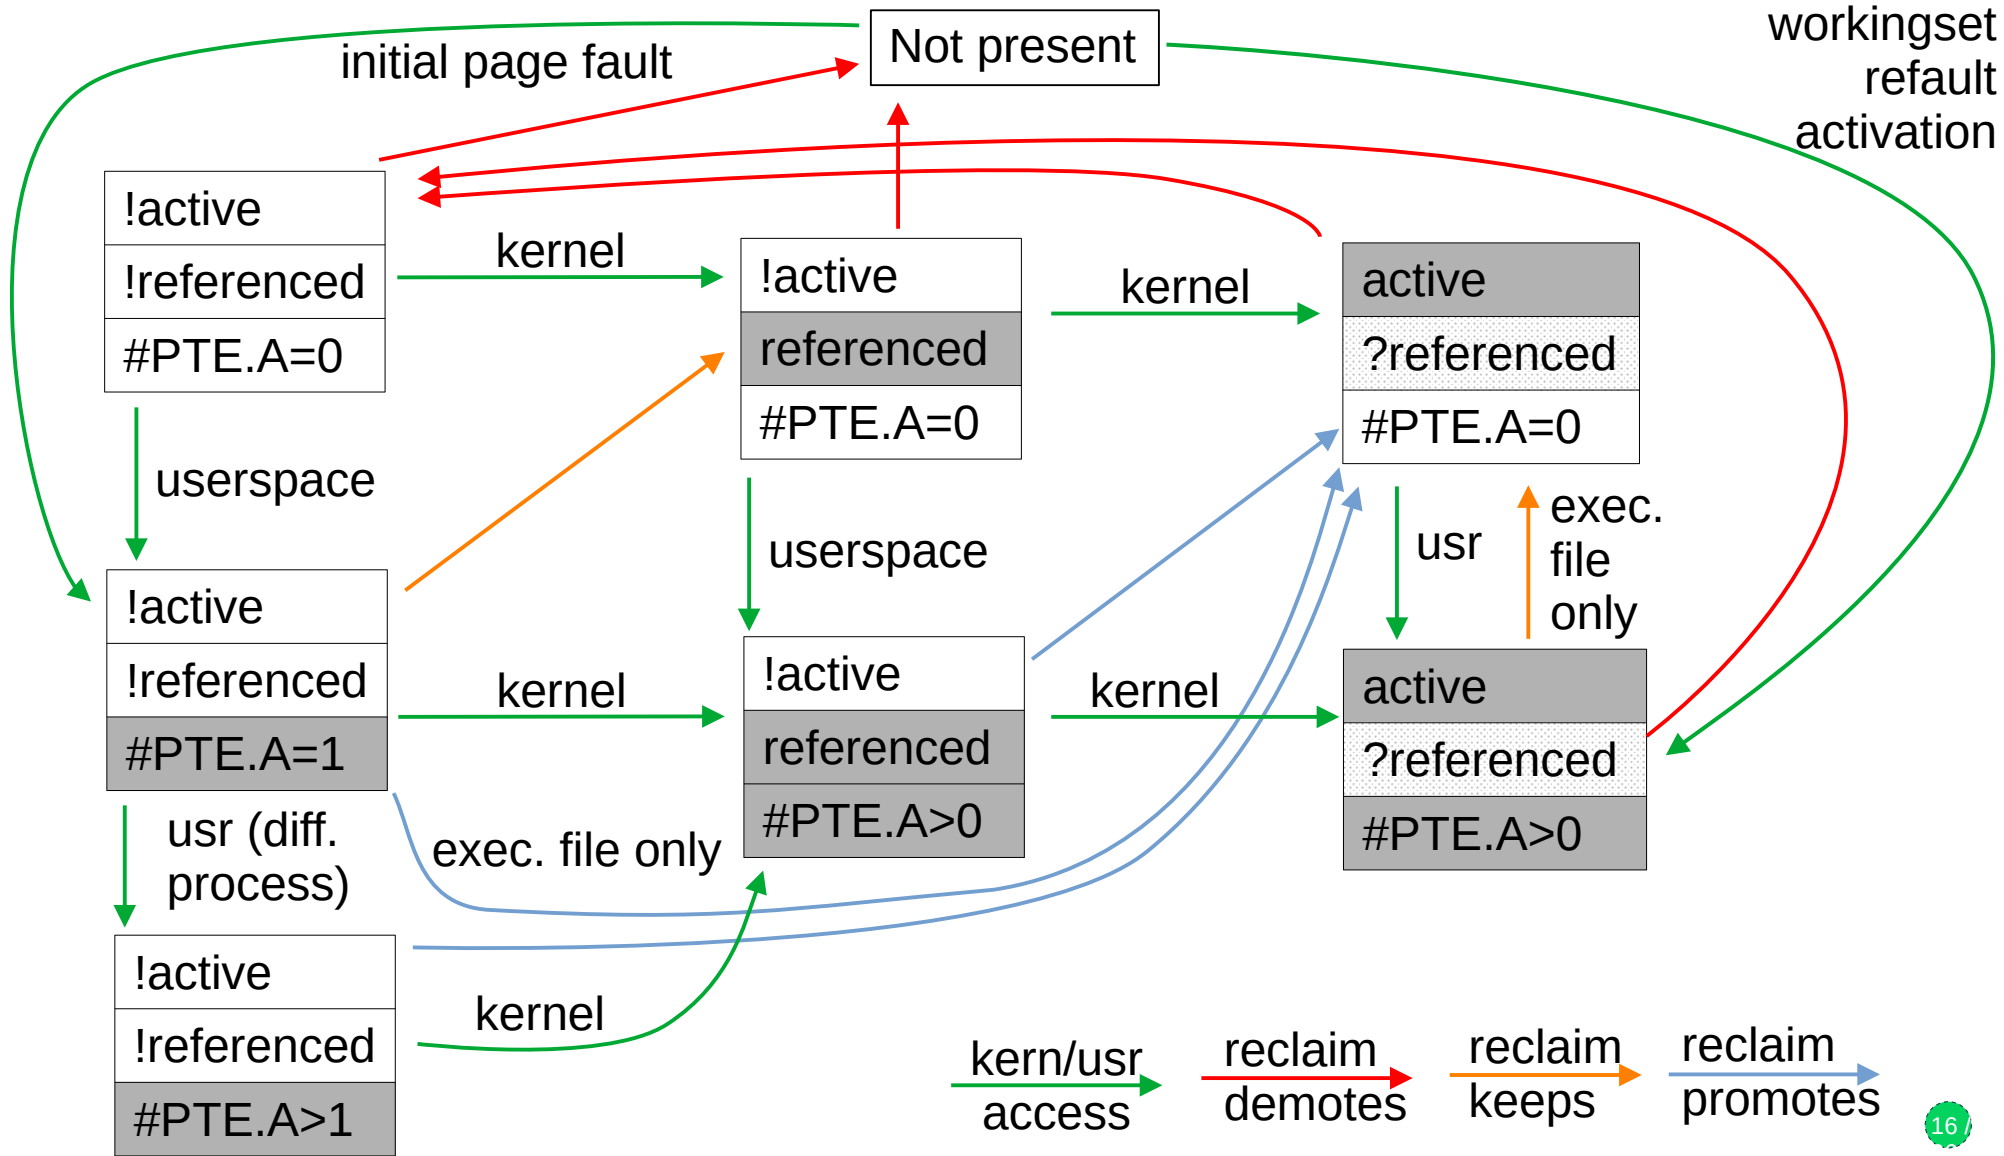 Not present
initial page fault
workingset
refault
activation
!active
!referenced
#PTE.A=0
kernel
!active
referenced
#PTE.A=0
kernel
active
?referenced
#PTE.A=0
userspace
userspace
usr
exec.
file
only
!active
!referenced
#PTE.A=1
kernel
!active
referenced
#PTE.A>0
kernel
active
?referenced
#PTE.A>0
usr (diff.
process)
exec. file only
!active
!referenced
#PTE.A>1
kernel
kern/usr
access
reclaim
demotes
reclaim
keeps
reclaim
promotes
16 /